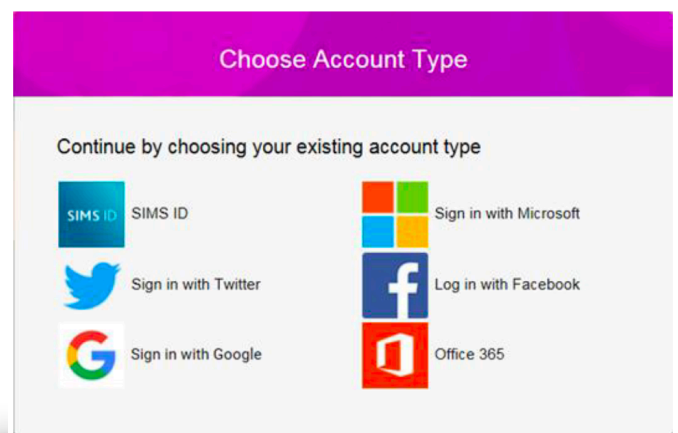 Choose Account Type
Continue by choosing your existing account type
SIMS ID SIMS ID
Sign in with Microsoft
Sign in with Twitter
Log in with Facebook
Sign in with Google
Office 365